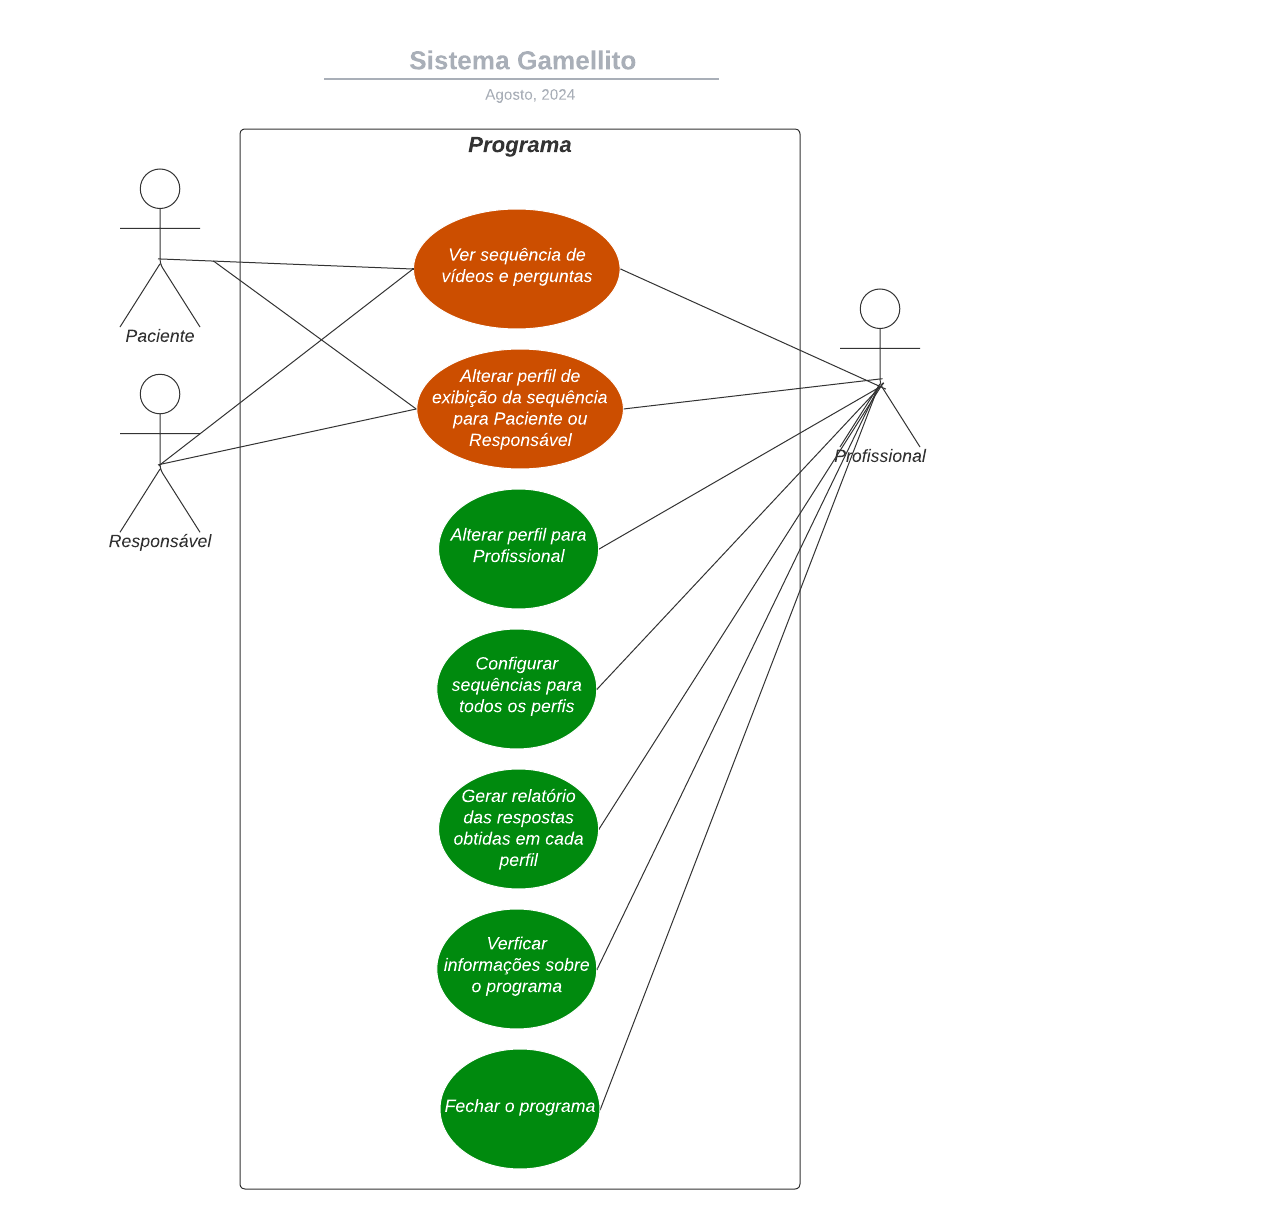 Sistema Gamellito
Agosto, 2024
Programa
Paciente
Responsável
Ver sequência de
vídeos e perguntas
Alterar perfil de
exibição da sequência
para Paciente ou
Responsável
Profissional
Alterar perfil para
Profissional
Configurar
sequências para
todos os perfis
Gerar relatório
das respostas
obtidas em cada
perfil
Verficar
informações sobre
o programa
Fechar o programa